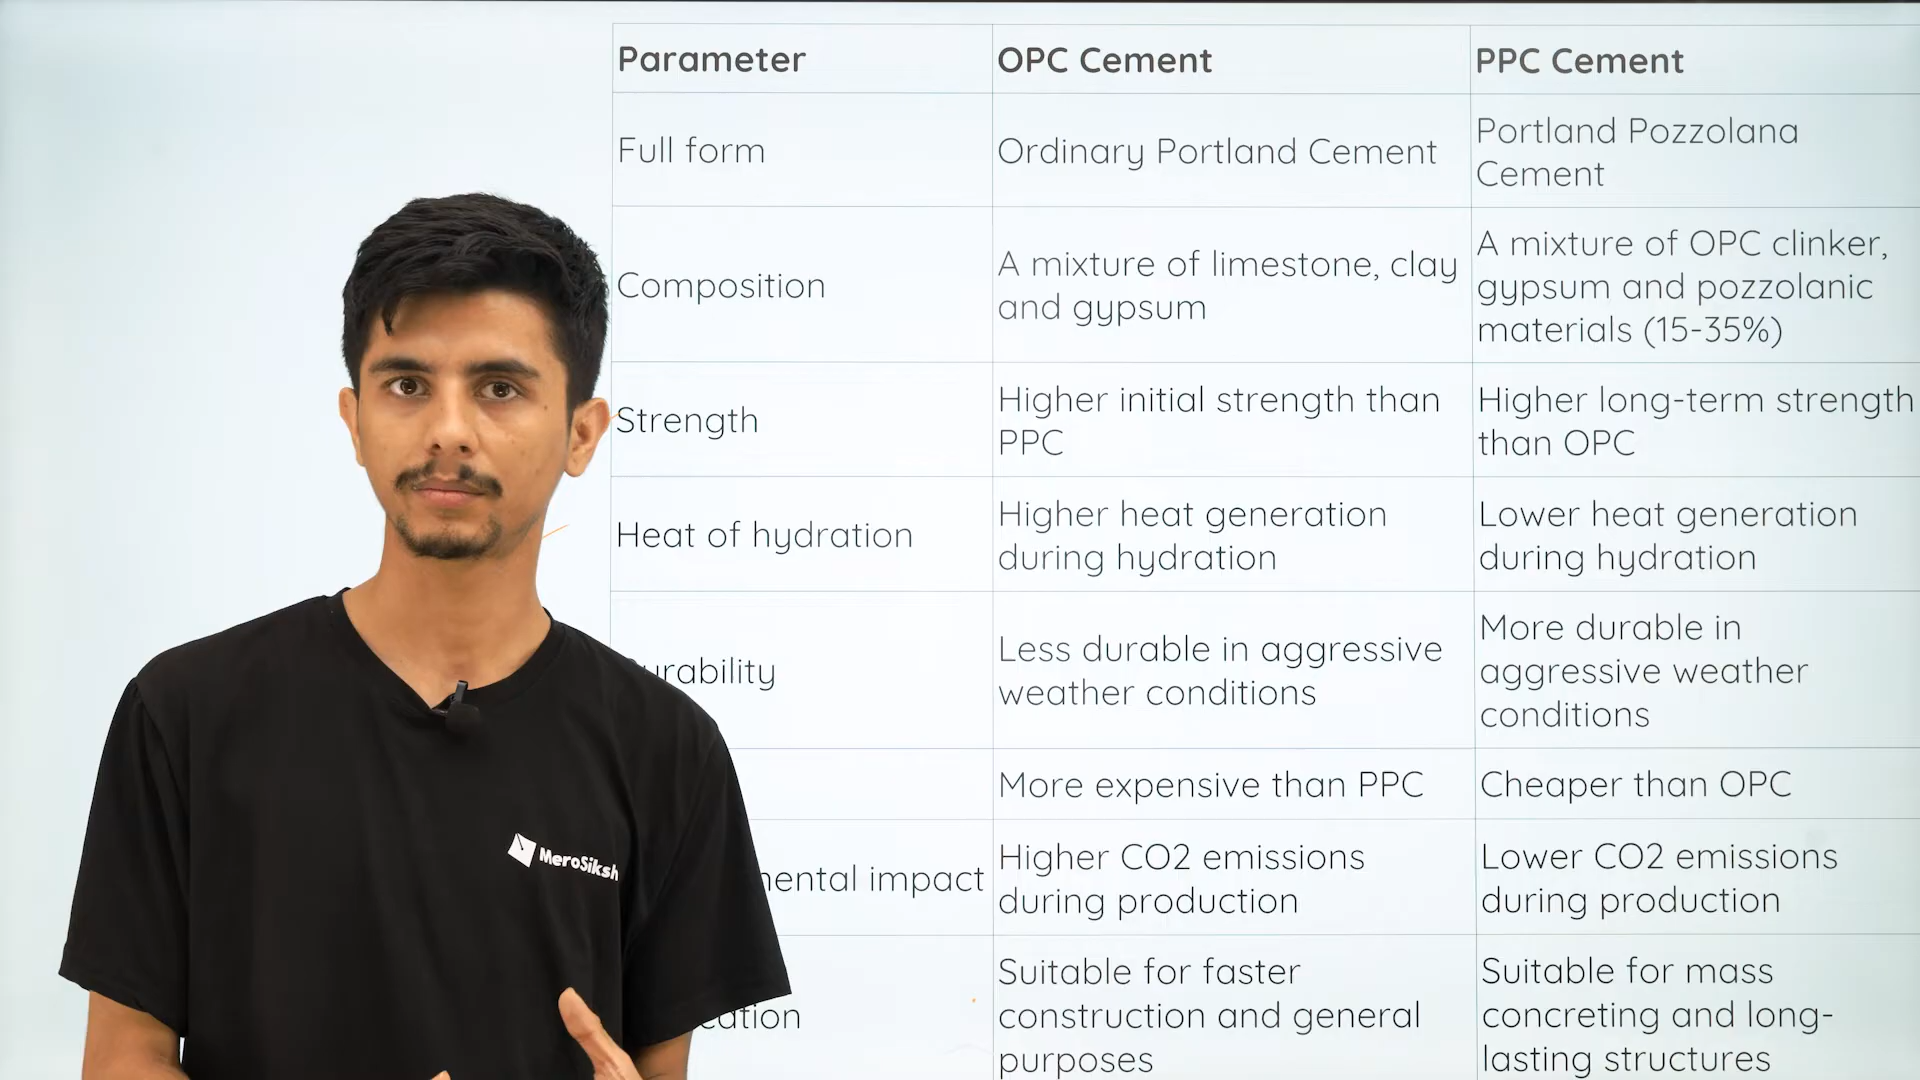 Parameter
OPC Cement
PPC Cement
Full form
Ordinary Portland Cement
Portland Pozzolana
Cement
Composition
A mixture of limestone, clay
and gypsum
A mixture of OPC clinker,
gypsum and pozzolanic
materials (15-35%)
Strength
Higher initial strength than
PPC
Higher long-term strength
than OPC
Heat of hydration
Higher heat generation
during hydration
Lower heat generation
during hydration
urability
Less durable in aggressive
weather conditions
More durable in
aggressive weather
conditions
More expensive than PPC
Cheaper than OPC
mental impact
Higher CO2 emissions
during production
Lower CO2 emissions
during production
cation
Suitable for faster
construction and general
purposes
Suitable for mass
concreting and long-
lasting structures
MeroSiksh